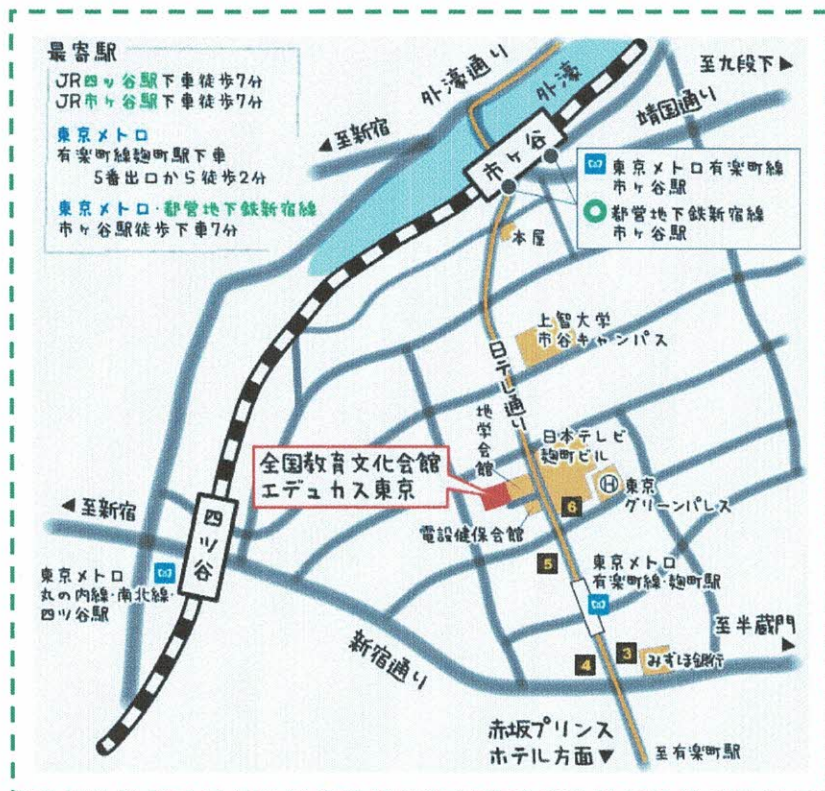 最寄駅
JR四ッ谷駅下車徒歩7分
JR市ヶ谷駅下車徒歩7分
東京メトロ
有楽町線麹町駅下車
5番出口から徒歩2分
東京メトロ・都営地下鉄新宿線
市ヶ谷駅徒歩下車7分
外濠通り
外濠
至九段下▶
靖国通り
◀至新宿
市ヶ谷
東京メトロ有楽町線
市ヶ谷駅
都営地下鉄新宿線
市ヶ谷駅
本屋
上智大学
市谷キャンパス
日テレ通り
地学会館
日本テレビ
麹町ビル
全国教育文化会館
エデュカス東京
H
東京
グリーンパレス
6
電設健保会館
◀至新宿
四ツ谷
5
東京メトロ
有楽町線・麹町駅
東京メトロ
丸の内線・南北線・
四ツ谷駅
新宿通り
至半蔵門
▶
4
3
みずほ銀行
赤坂プリンス
ホテル方面▼
至有楽町駅